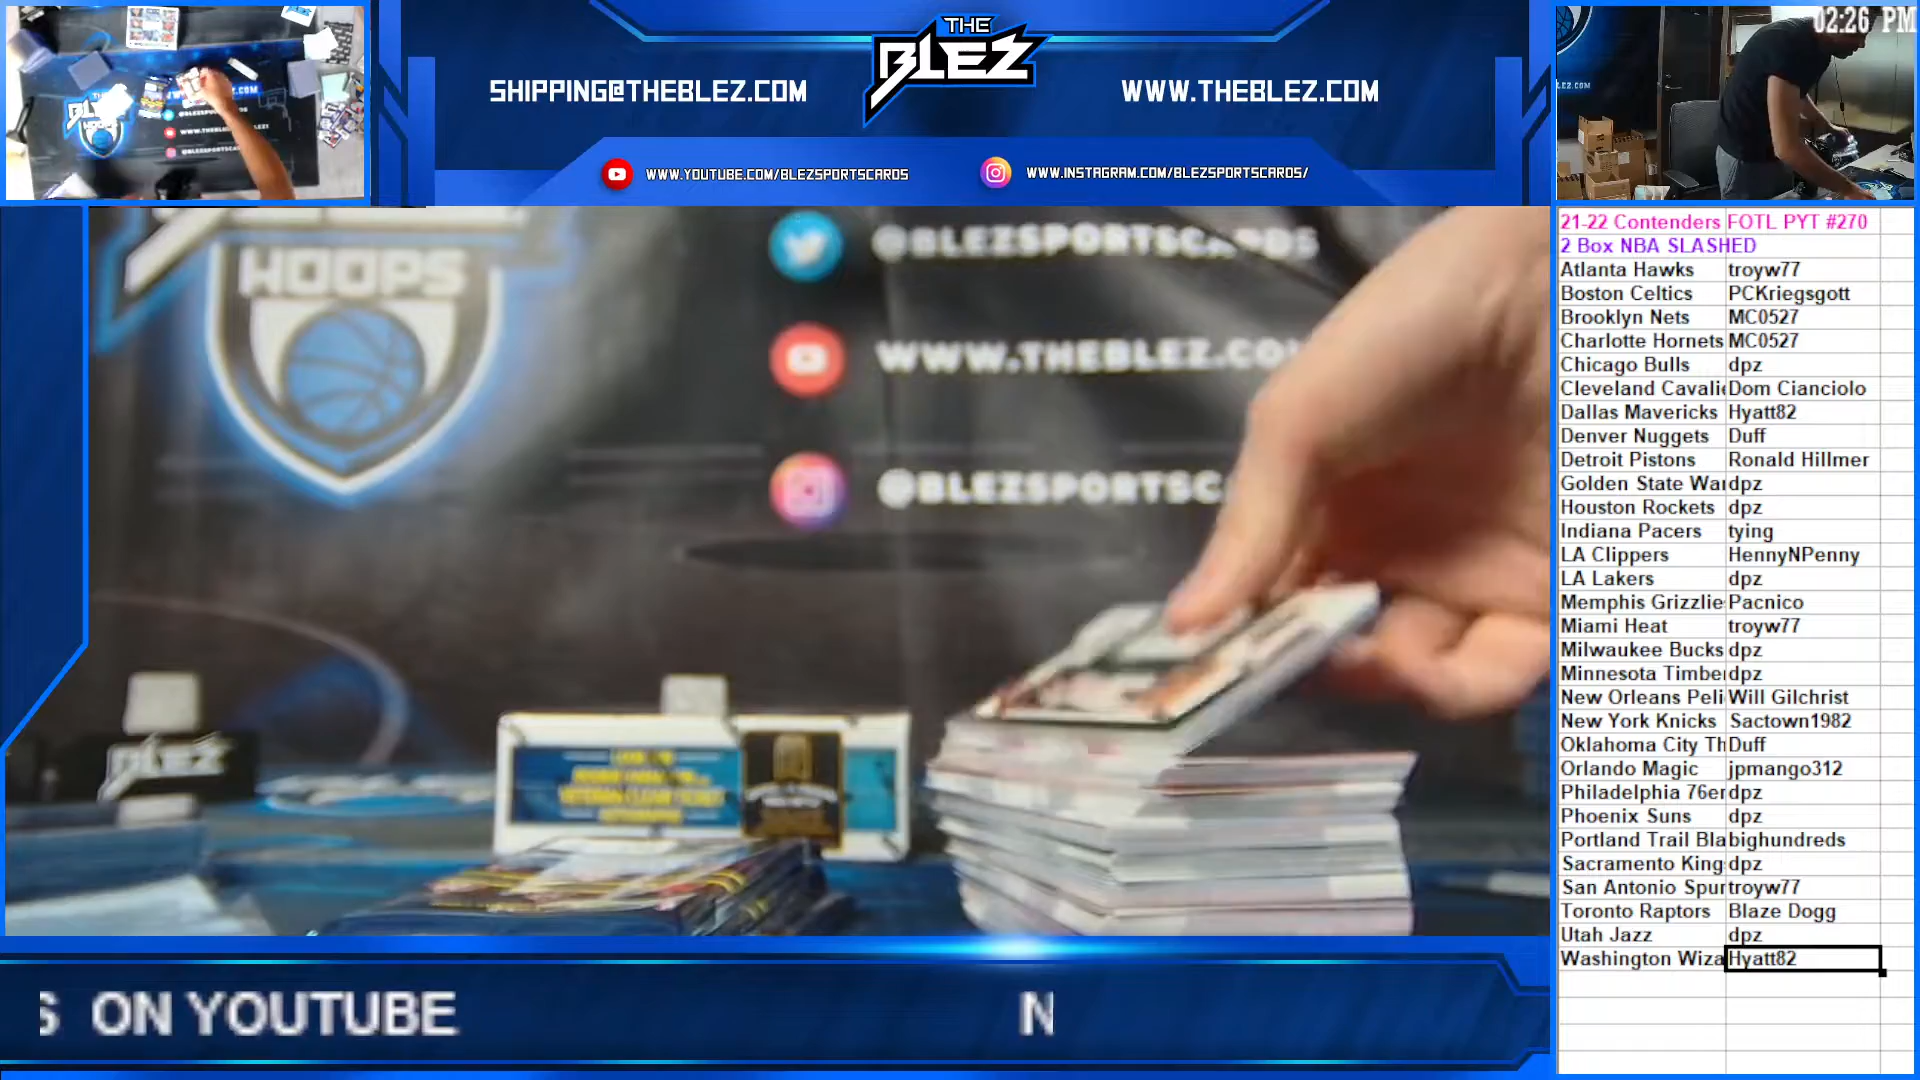 THE
BLEZ
SHIPPING@THEBLEZ.COM
WWW.THEBLEZ.COM
WWW.YOUTUBE.COM/BLEZSPORTSCARDS
WWW.INSTAGRAM.COM/BLEZSPORTSCARDS/
02:26 PM
HOOPS
@BLEZSPORTSCARDS
WWW.THEBLEZ.CO
@BLEZSPORTSC
BLEZ
21-22 Contenders FOTL PYT #270
2 Box NBA SLASHED
Atlanta Hawks troyw77
Boston Celtics PCKriegsgott
Brooklyn Nets MC0527
Charlotte Hornets MC0527
Chicago Bulls dpz
Cleveland Cavali Dom Cianciolo
Dallas Mavericks Hyatt82
Denver Nuggets Duff
Detroit Pistons Ronald Hillmer
Golden State War dpz
Houston Rockets dpz
Indiana Pacers tying
LA Clippers HennyNPenny
LA Lakers dpz
Memphis Grizzlie Pacnico
Miami Heat troyw77
Milwaukee Bucks dpz
Minnesota Timbe dpz
New Orleans Peli Will Gilchrist
New York Knicks Sactown1982
Oklahoma City Th Duff
Orlando Magic jpmango312
Philadelphia 76er dpz
Phoenix Suns dpz
Portland Trail Bla bighundreds
Sacramento King dpz
San Antonio Spur troyw77
Toronto Raptors Blaze Dogg
Utah Jazz dpz
Washington Wiza Hyatt82
S ON YOUTUBE
N